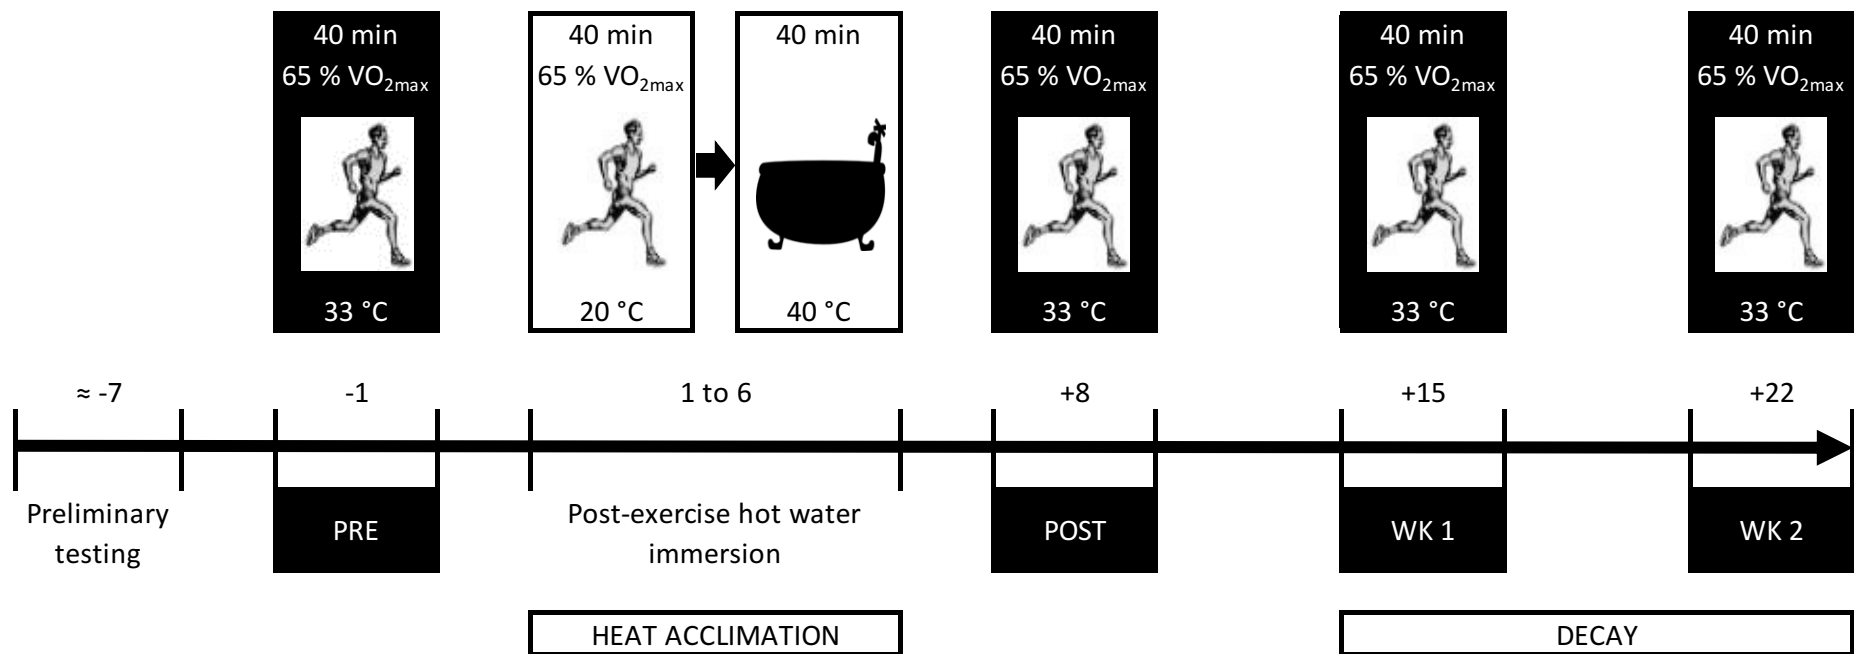 40 min
65 % VO2max
33 °C
40 min
65 % VO2max
20 °C
40 min
40 °C
40 min
65 % VO2max
33 °C
40 min
65 % VO2max
33 °C
40 min
65 % VO2max
33 °C
≈ -7
-1
1 to 6
+8
+15
+22
Preliminary
testing
PRE
Post-exercise hot water
immersion
POST
WK 1
WK 2
HEAT ACCLIMATION
DECAY